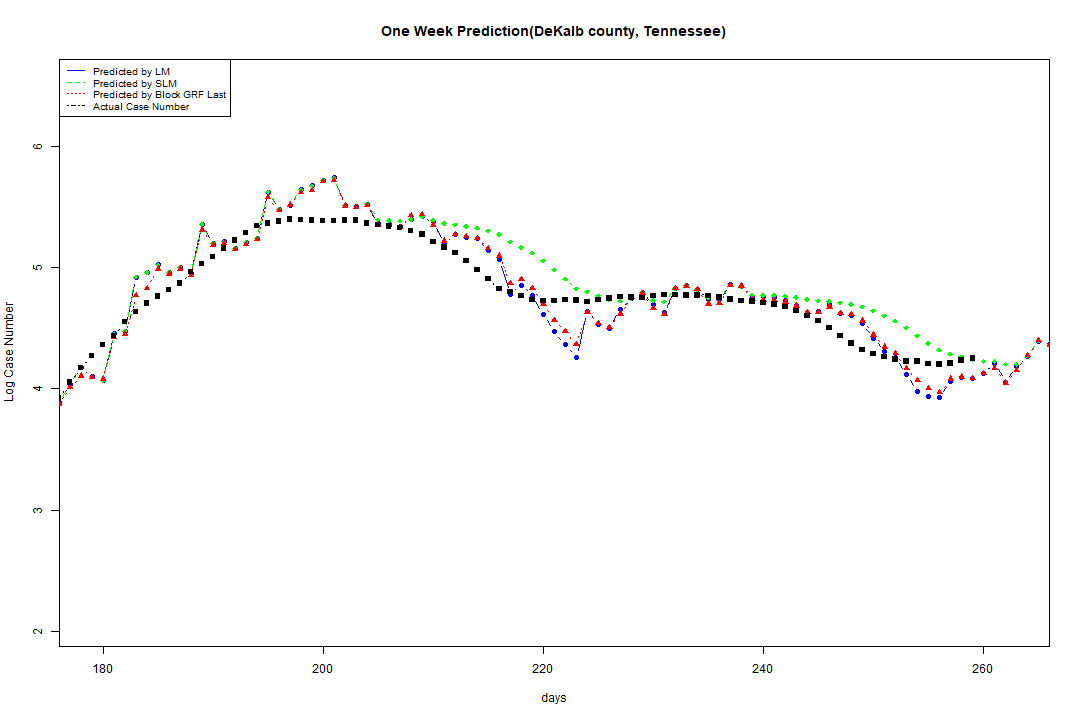 One Week Prediction(DeKalb county, Tennessee)
Predicted by LM
Predicted by SLM
Predicted by Block GRF Last
Actual Case Number
6
5
4
3
2
Log Case Number
180 200 220 240 260
days